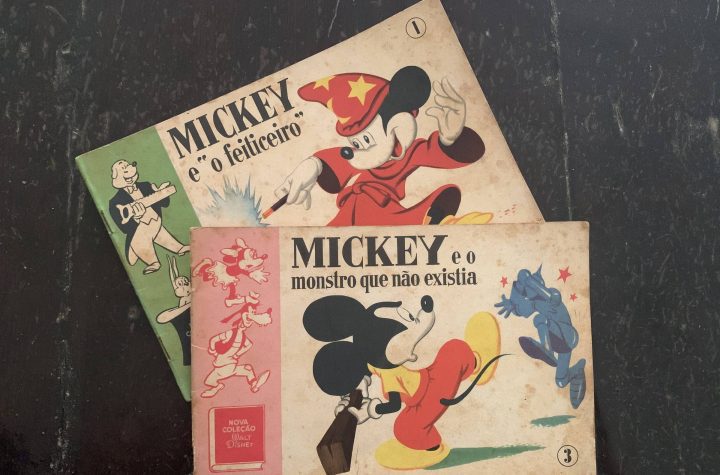 1
MICKEY
e "o feiticeiro"
MICKEY e o
monstro que não existia
NOVA
COLEÇÃO
WALT
DISNEY
3